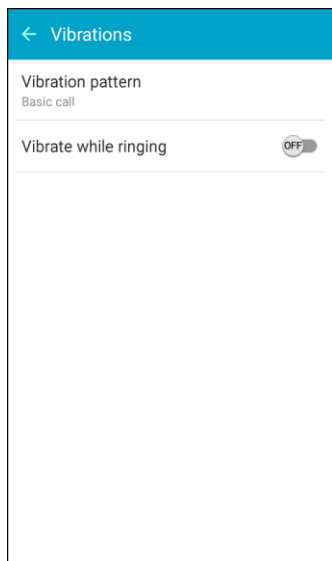 Vibrations
Vibration pattern
Basic call
Vibrate while ringing
OFF